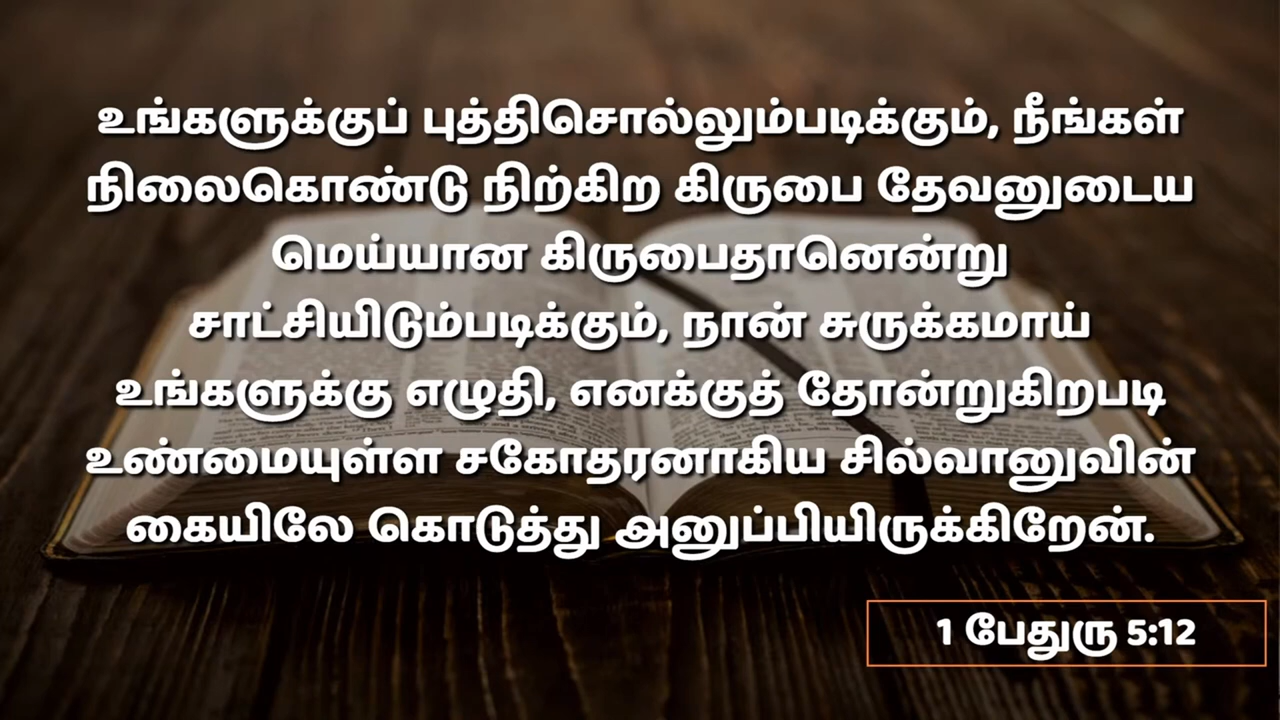 உங்களுக்குப் புத்திசொல்லும்படிக்கும், நீங்கள்
நிலைகொண்டு நிற்கிற கிருபை தேவனுடைய
மெய்யான கிருபைதானென்று
சாட்சியிடும்படிக்கும், நான் சுருக்கமாய்
உங்களுக்கு எழுதி, எனக்குத் தோன்றுகிறபடி
உண்மையுள்ள சகோதரனாகிய சில்வானுவின்
கையிலே கொடுத்து அனுப்பியிருக்கிறேன்.
1 பேதுரு 5:12